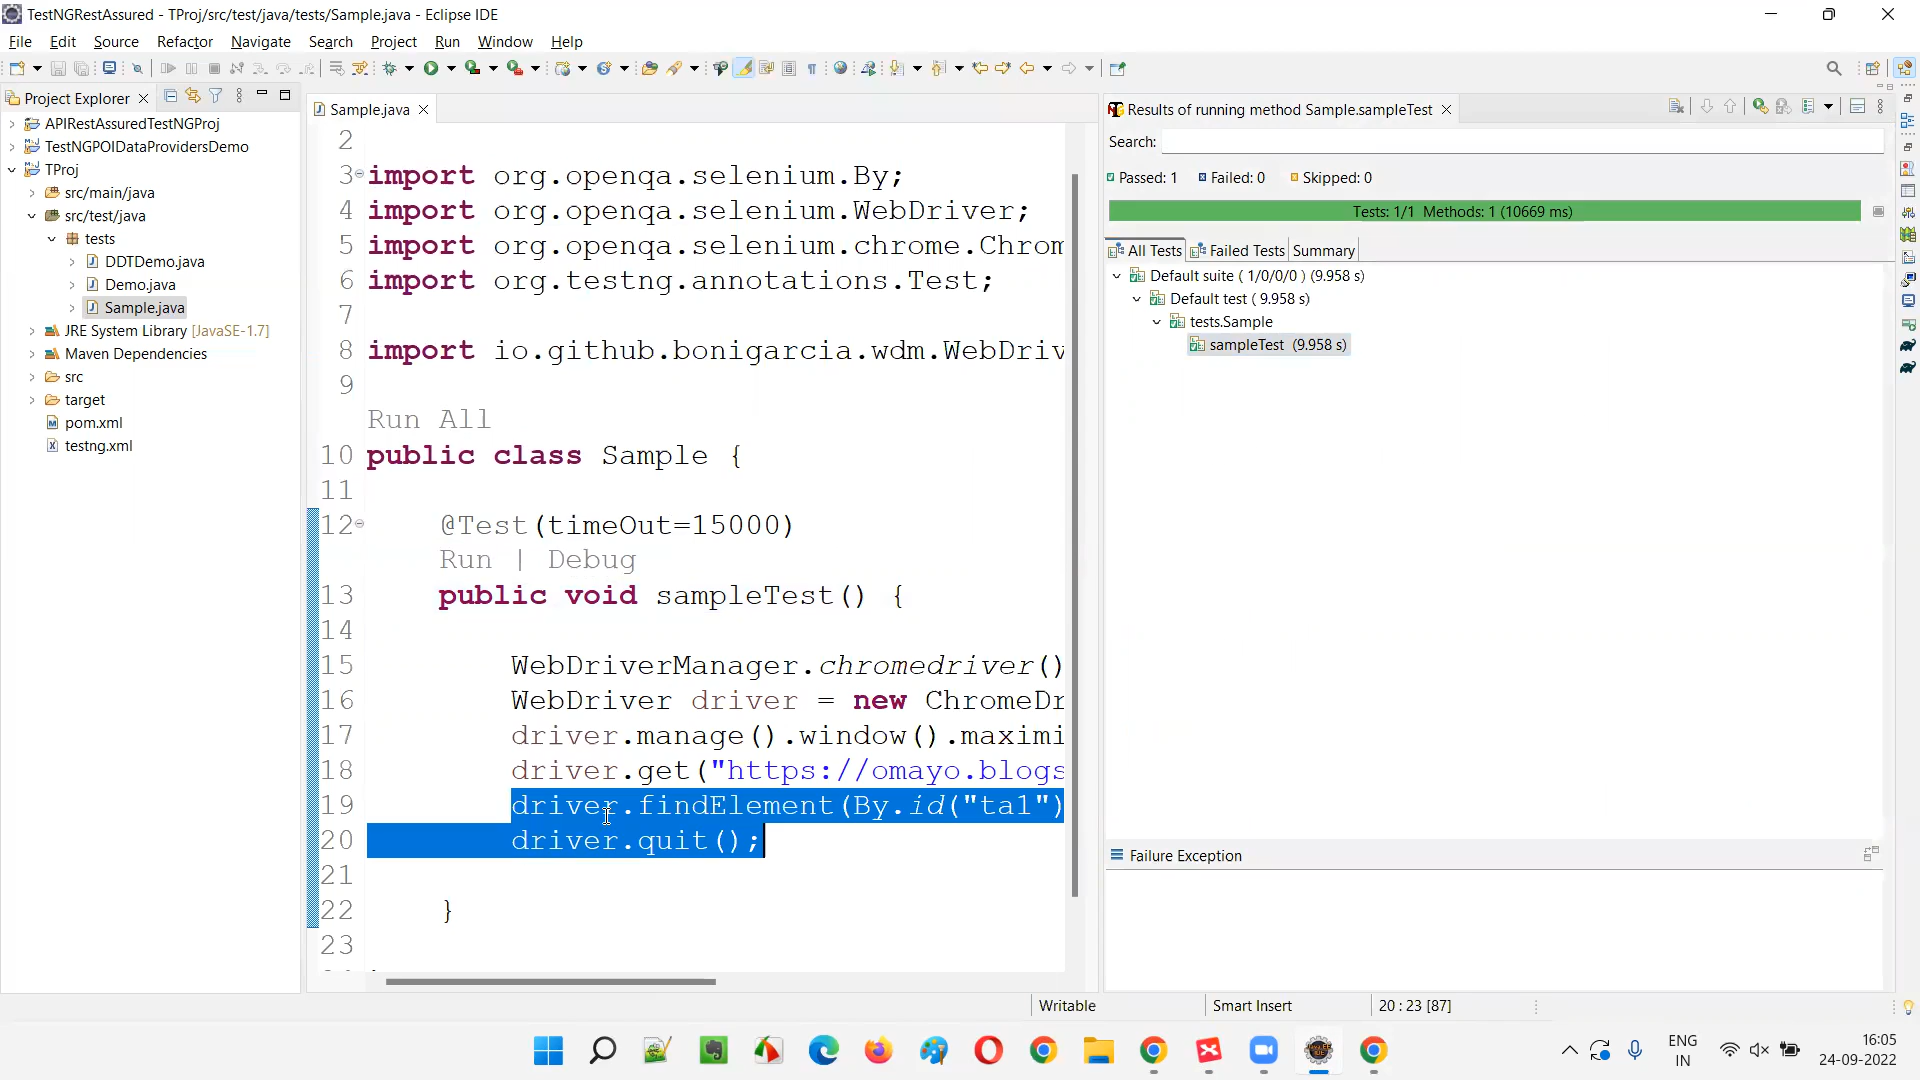 TestNGRestAssured - TProj/src/test/java/tests/Sample.java - Eclipse IDE
File Edit Source Refactor Navigate Search Project Run Window Help
Project Explorer
APIRestAssuredTestNGProj
TestNGPOIDataProvidersDemo
TProj
src/main/java
src/test/java
tests
DDTDemo.java
Demo.java
Sample.java
JRE System Library [JavaSE-1.7]
Maven Dependencies
src
target
pom.xml
testng.xml
Sample.java
2
3 import org.openqa.selenium.By;
4 import org.openqa.selenium.WebDriver;
5 import org.openqa.selenium.chrome.Chrom
6 import org.testng.annotations.Test;
7
8 import io.github.bonigarcia.wdm.WebDriv
9
Run All
10 public class Sample {
11
12 @Test(timeOut=15000)
Run | Debug
13 public void sampleTest() {
14
15 WebDriverManager.chromedriver()
16 WebDriver driver = new ChromeDr
17 driver.manage().window().maximi
18 driver.get("https://omayo.blogs
19 driver.findElement(By.id("ta1")
20 driver.quit();
21
22 }
23
Results of running method Sample.sampleTest
Search:
Passed: 1 Failed: 0 Skipped: 0
Tests: 1/1 Methods: 1 (10669 ms)
All Tests Failed Tests Summary
Default suite ( 1/0/0/0 ) (9.958 s)
Default test ( 9.958 s)
tests.Sample
sampleTest (9.958 s)
Failure Exception
Writable Smart Insert 20 : 23 [87]
ENG
IN
16:05
24-09-2022